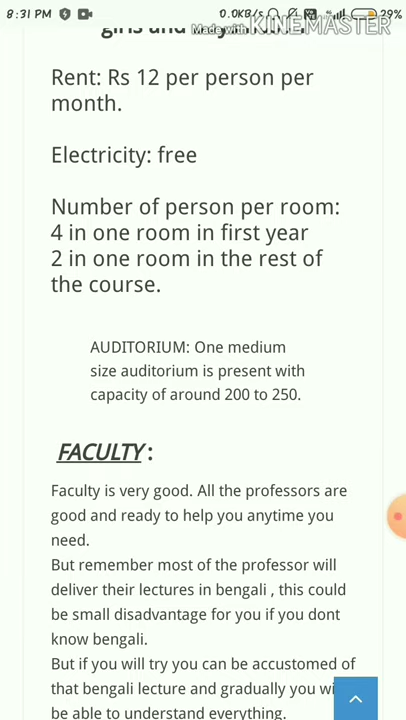 8:31 PM
0.0KB/s
29%
Made with KINEMASTER
girls and
Rent: Rs 12 per person per
month.
Electricity: free
Number of person per room:
4 in one room in first year
2 in one room in the rest of
the course.
AUDITORIUM: One medium
size auditorium is present with
capacity of around 200 to 250.
FACULTY :
Faculty is very good. All the professors are
good and ready to help you anytime you
need.
But remember most of the professor will
deliver their lectures in bengali , this could
be small disadvantage for you if you dont
know bengali.
But if you will try you can be accustomed of
that bengali lecture and gradually you
be able to understand everything.